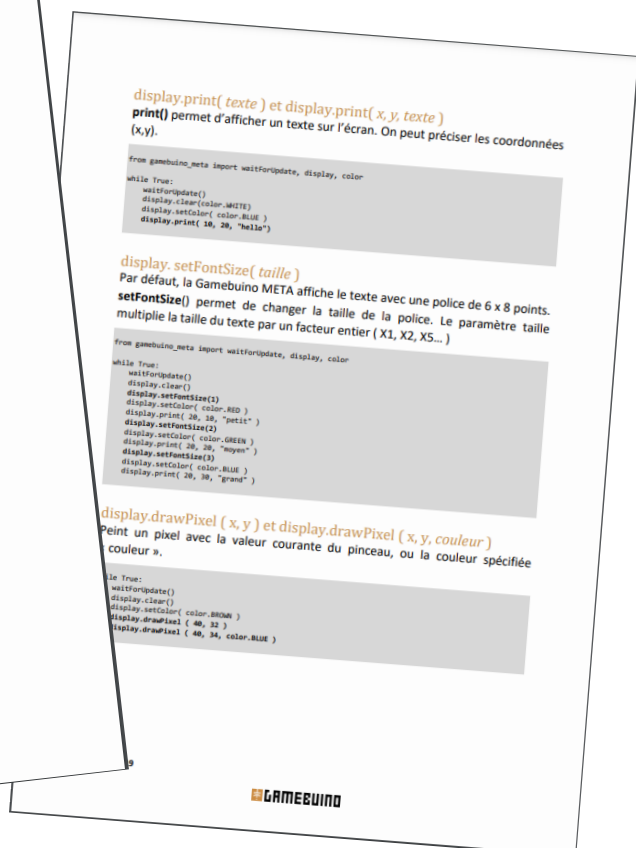 display.print( texte ) et display.print( x, y, texte )
print() permet d'afficher un texte sur l'écran. On peut préciser les coordonnées
(x,y).
from gamebuino_meta import waitForUpdate, display, color
while True:
waitForUpdate()
display.clear(color.WHITE)
display.setColor( color.BLUE )
display.print( 10, 20, "hello")
display. setFontSize( taille )
Par défaut, la Gamebuino META affiche le texte avec une police de 6 x 8 points.
setFontSize() permet de changer la taille de la police. Le paramètre taille
multiplie la taille du texte par un facteur entier ( X1, X2, X5... )
from gamebuino_meta import waitForUpdate, display, color
while True:
waitForUpdate()
display.clear()
display.setFontSize(1)
display.setColor( color.RED )
display.print( 20, 10, "petit" )
display.setFontSize(2)
display.setColor( color.GREEN )
display.print( 20, 20, "moyen" )
display.setFontSize(3)
display.setColor( color.BLUE )
display.print( 20, 30, "grand" )
display.drawPixel ( x, y ) et display.drawPixel ( x, y, couleur )
Peint un pixel avec la valeur courante du pinceau, ou la couleur spécifiée
« couleur ».
ile True:
waitForUpdate()
display.clear()
display.setColor( color.BROWN )
display.drawPixel ( 40, 32 )
display.drawPixel ( 40, 34, color.BLUE )
9
GAMEBUINO